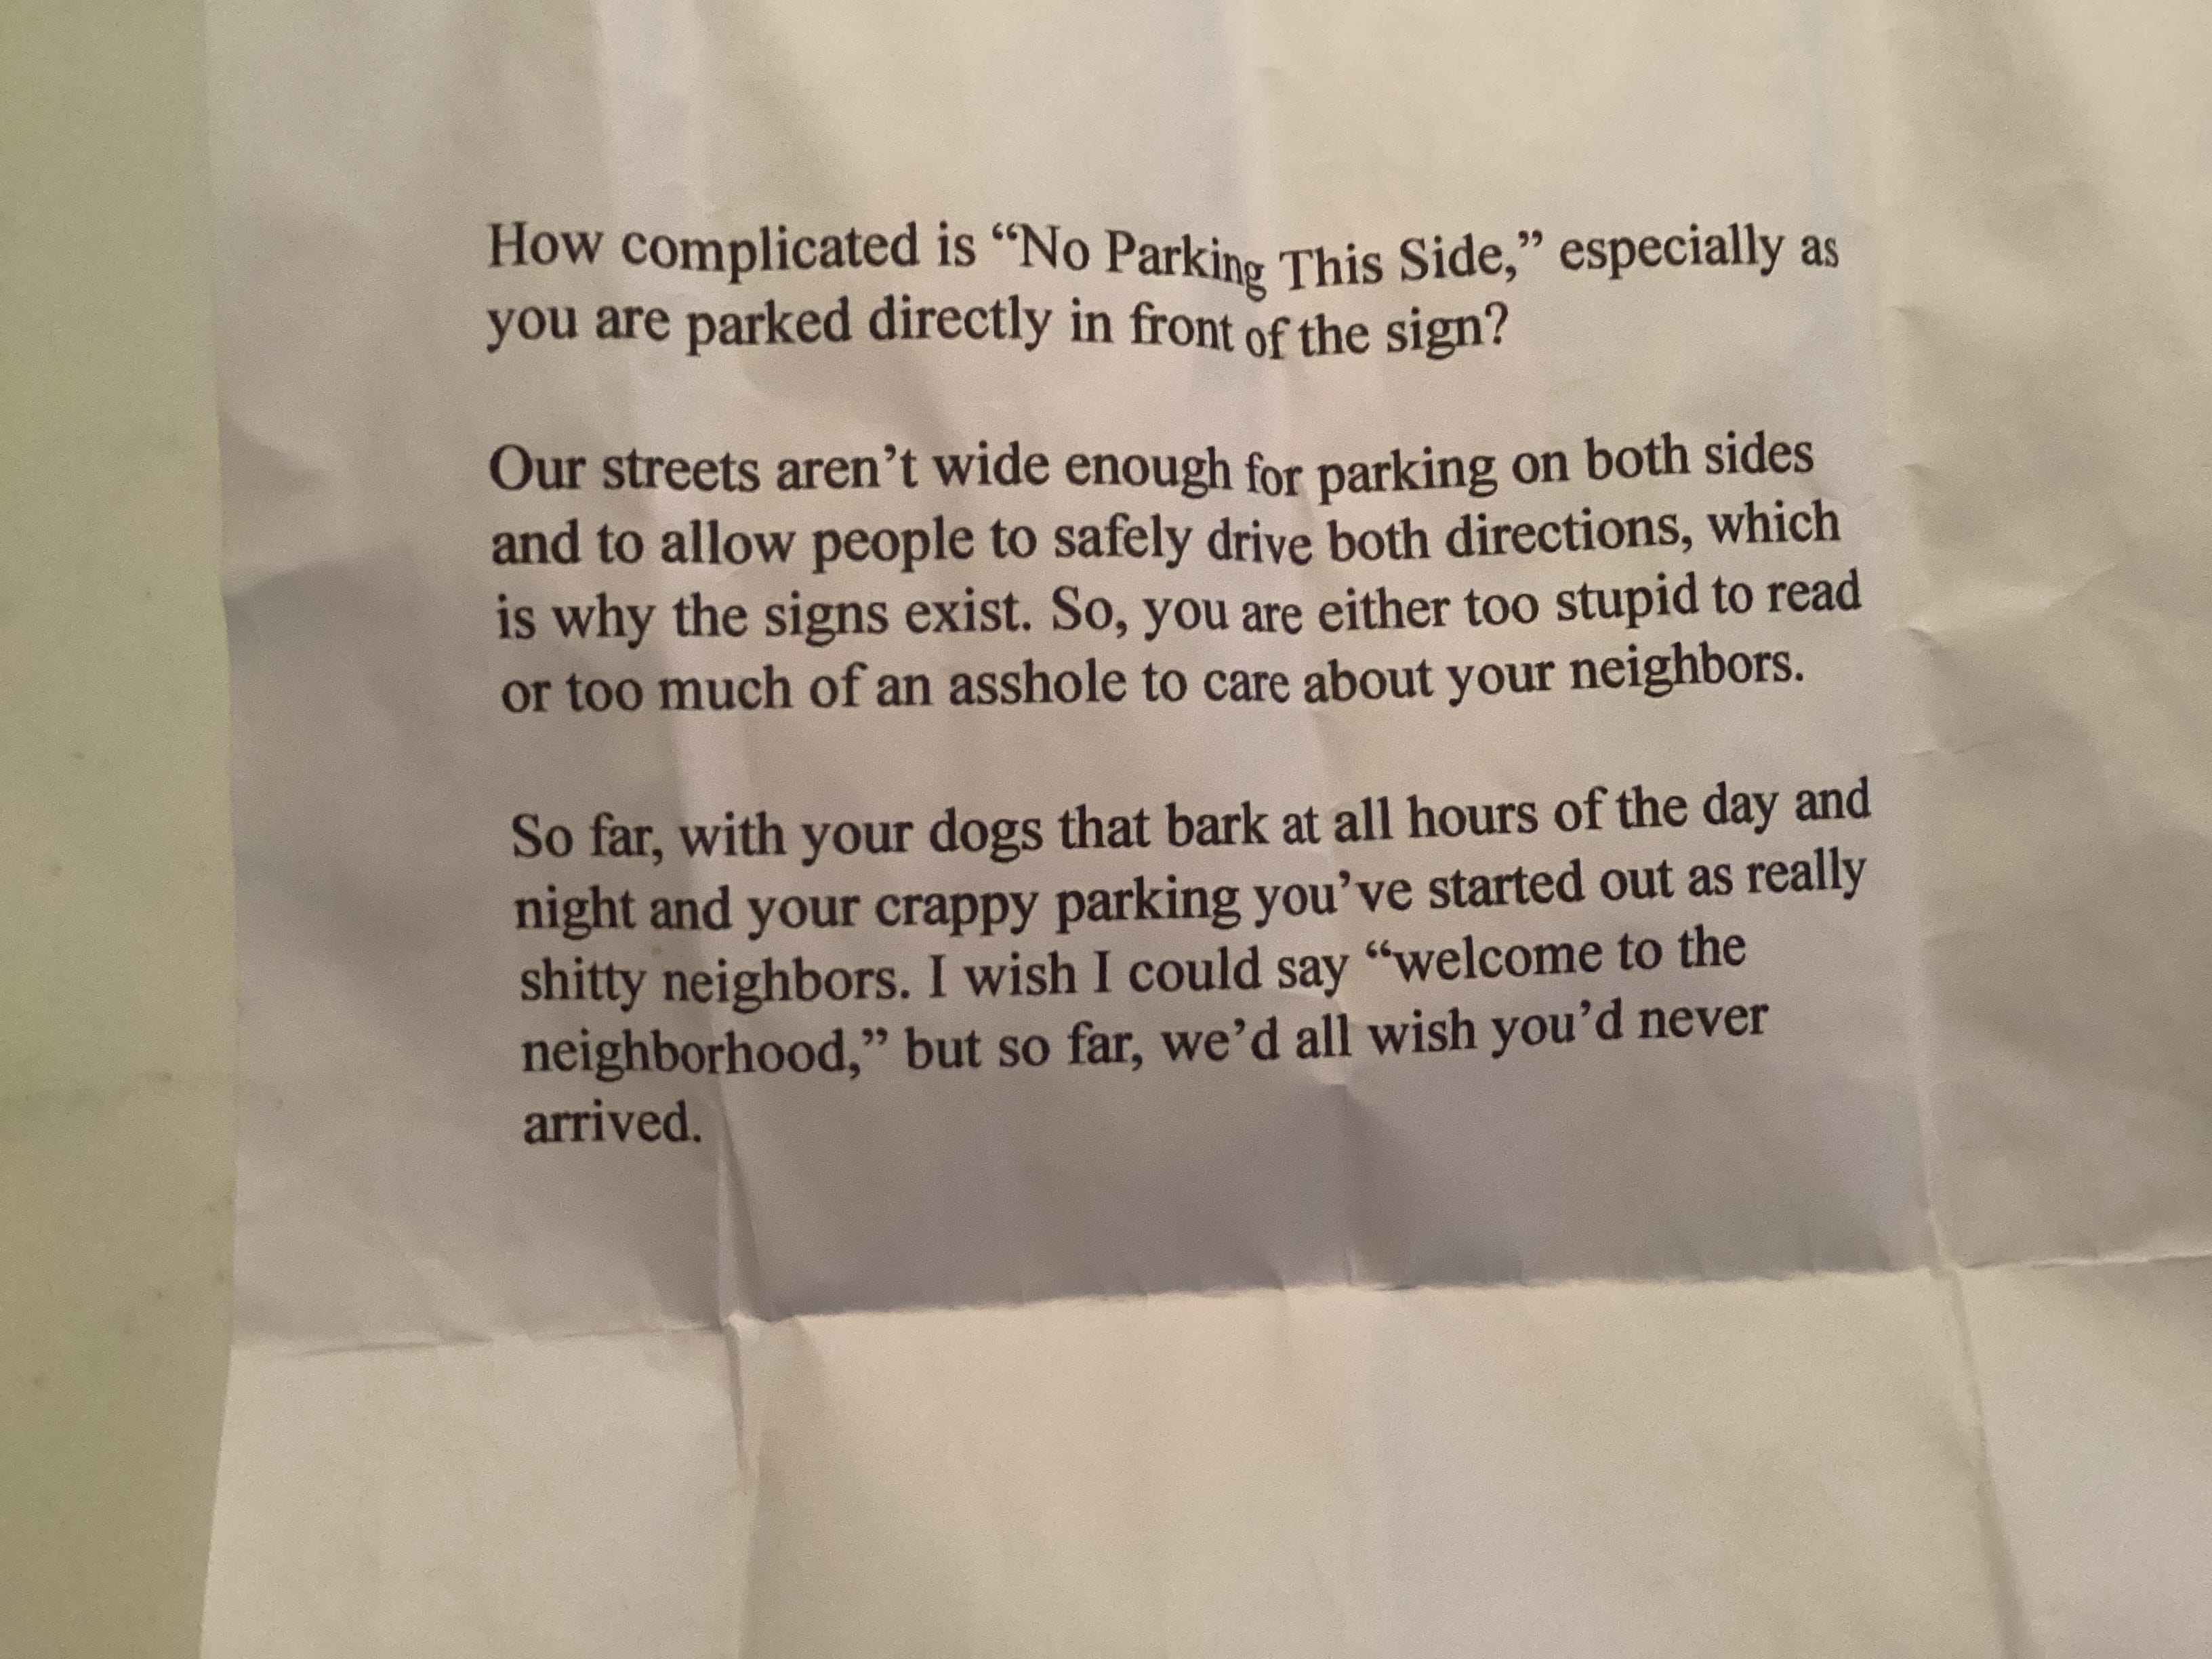 How complicated is “No Parking This Side,” especially as
you are parked directly in front of the sign?
Our streets aren’t wide enough for parking on both sides
and to allow people to safely drive both directions, which
is why the signs exist. So, you are either too stupid to read
or too much of an asshole to care about your neighbors.
So far, with your dogs that bark at all hours of the day and
night and your crappy parking you’ve started out as really
shitty neighbors. I wish I could say “welcome to the
neighborhood,” but so far, we’d all wish you’d never
arrived.